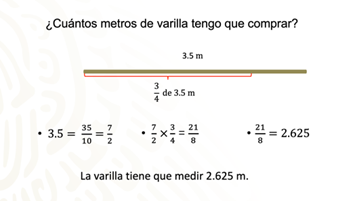 ¿Cuántos metros de varilla tengo que comprar?
3.5 m
3/4 de 3.5 m
• 3.5 = 35/10 = 7/2 • 7/2 × 3/4 = 21/8 • 21/8 = 2.625
La varilla tiene que medir 2.625 m.